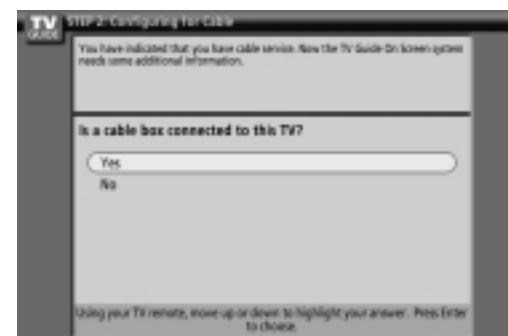 TV
GUIDE
STEP 2: Configuring for Cable
You have indicated that you have cable service. Now the TV Guide On Screen system
needs some additional information.
Is a cable box connected to this TV?
Yes
No
Using your TV remote, move up or down to highlight your answer. Press Enter
to choose.